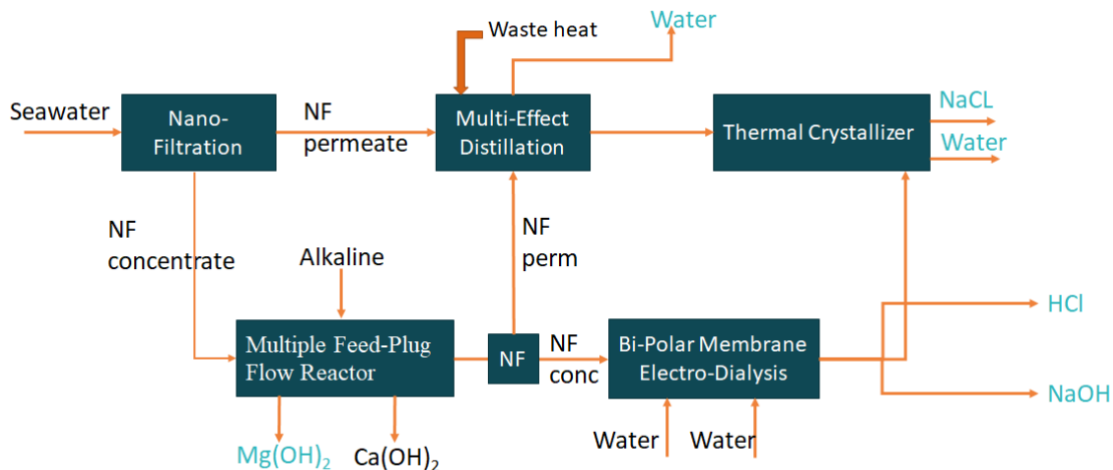 Waste heat
Water
Seawater
Nano-
Filtration
NF
permeate
Multi-Effect
Distillation
Thermal Crystallizer
NaCL
Water
NF
concentrate
Alkaline
NF
perm
Multiple Feed-Plug
Flow Reactor
NF
NF
conc
Bi-Polar Membrane
Electro-Dialysis
HCl
NaOH
Mg(OH)₂
Ca(OH)₂
Water
Water